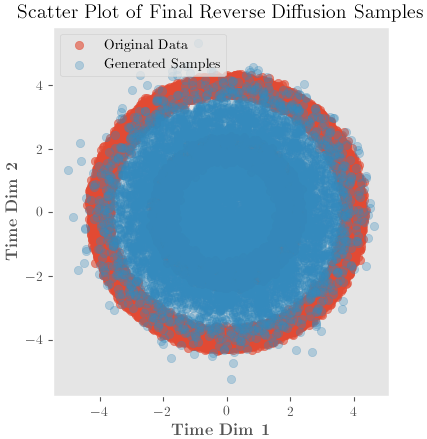 Scatter Plot of Final Reverse Diffusion Samples
Original Data
Generated Samples
4
2
0
−2
−4
Time Dim 2
−4 −2 0 2 4
Time Dim 1